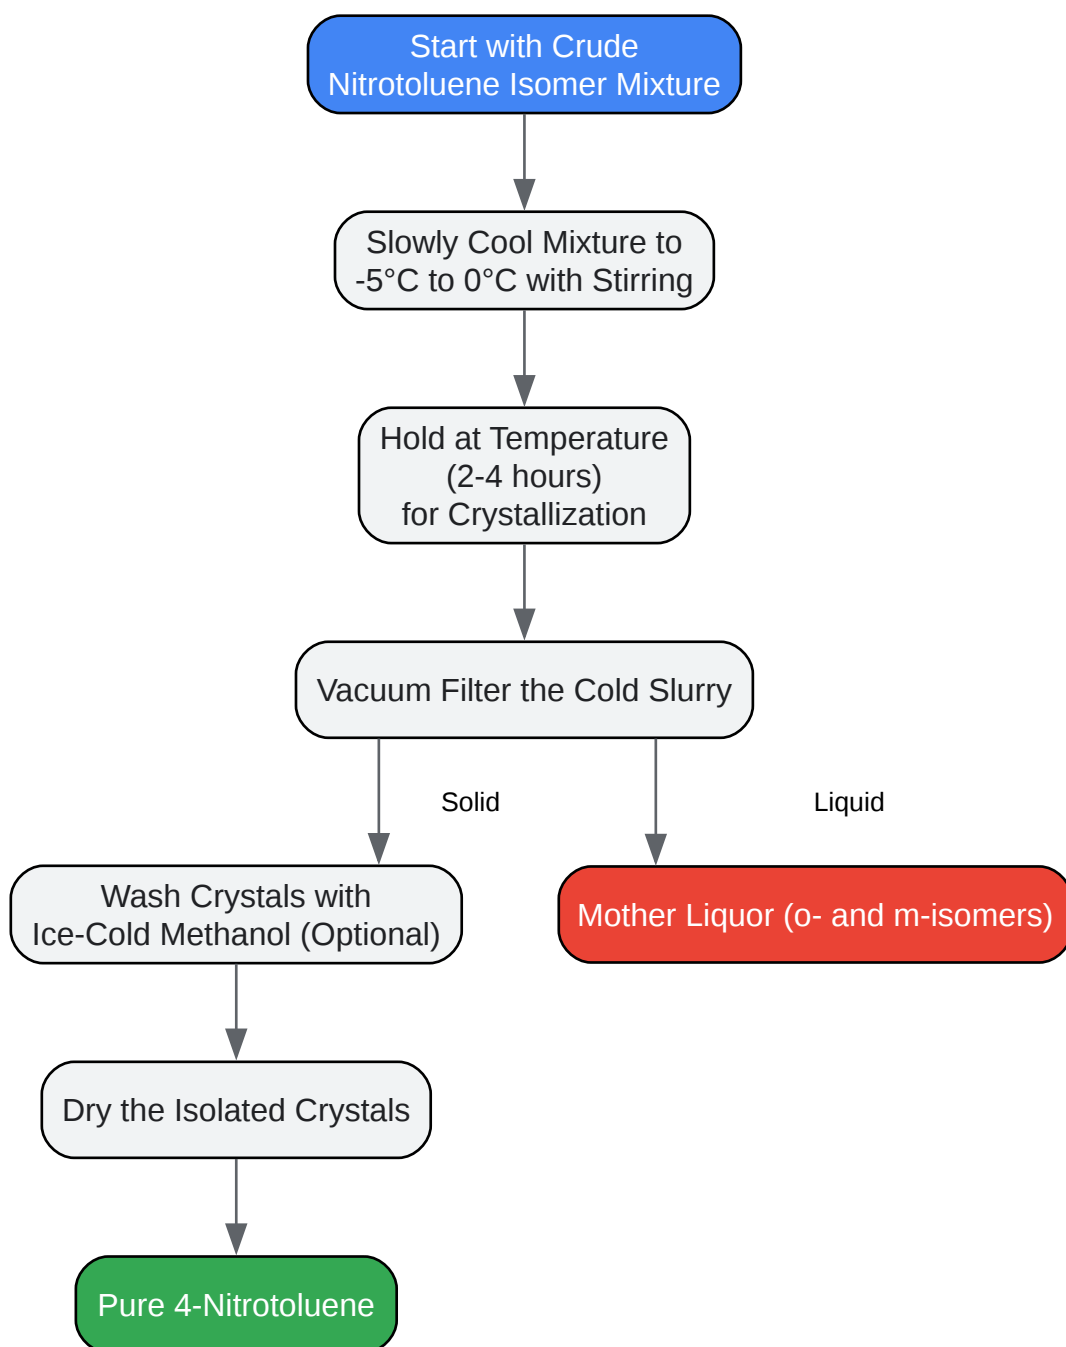 Start with Crude
Nitrotoluene Isomer Mixture
Slowly Cool Mixture to
-5°C to 0°C with Stirring
Hold at Temperature
(2-4 hours)
for Crystallization
Vacuum Filter the Cold Slurry
Solid
Liquid
Wash Crystals with
Ice-Cold Methanol (Optional)
Mother Liquor (o- and m-isomers)
Dry the Isolated Crystals
Pure 4-Nitrotoluene